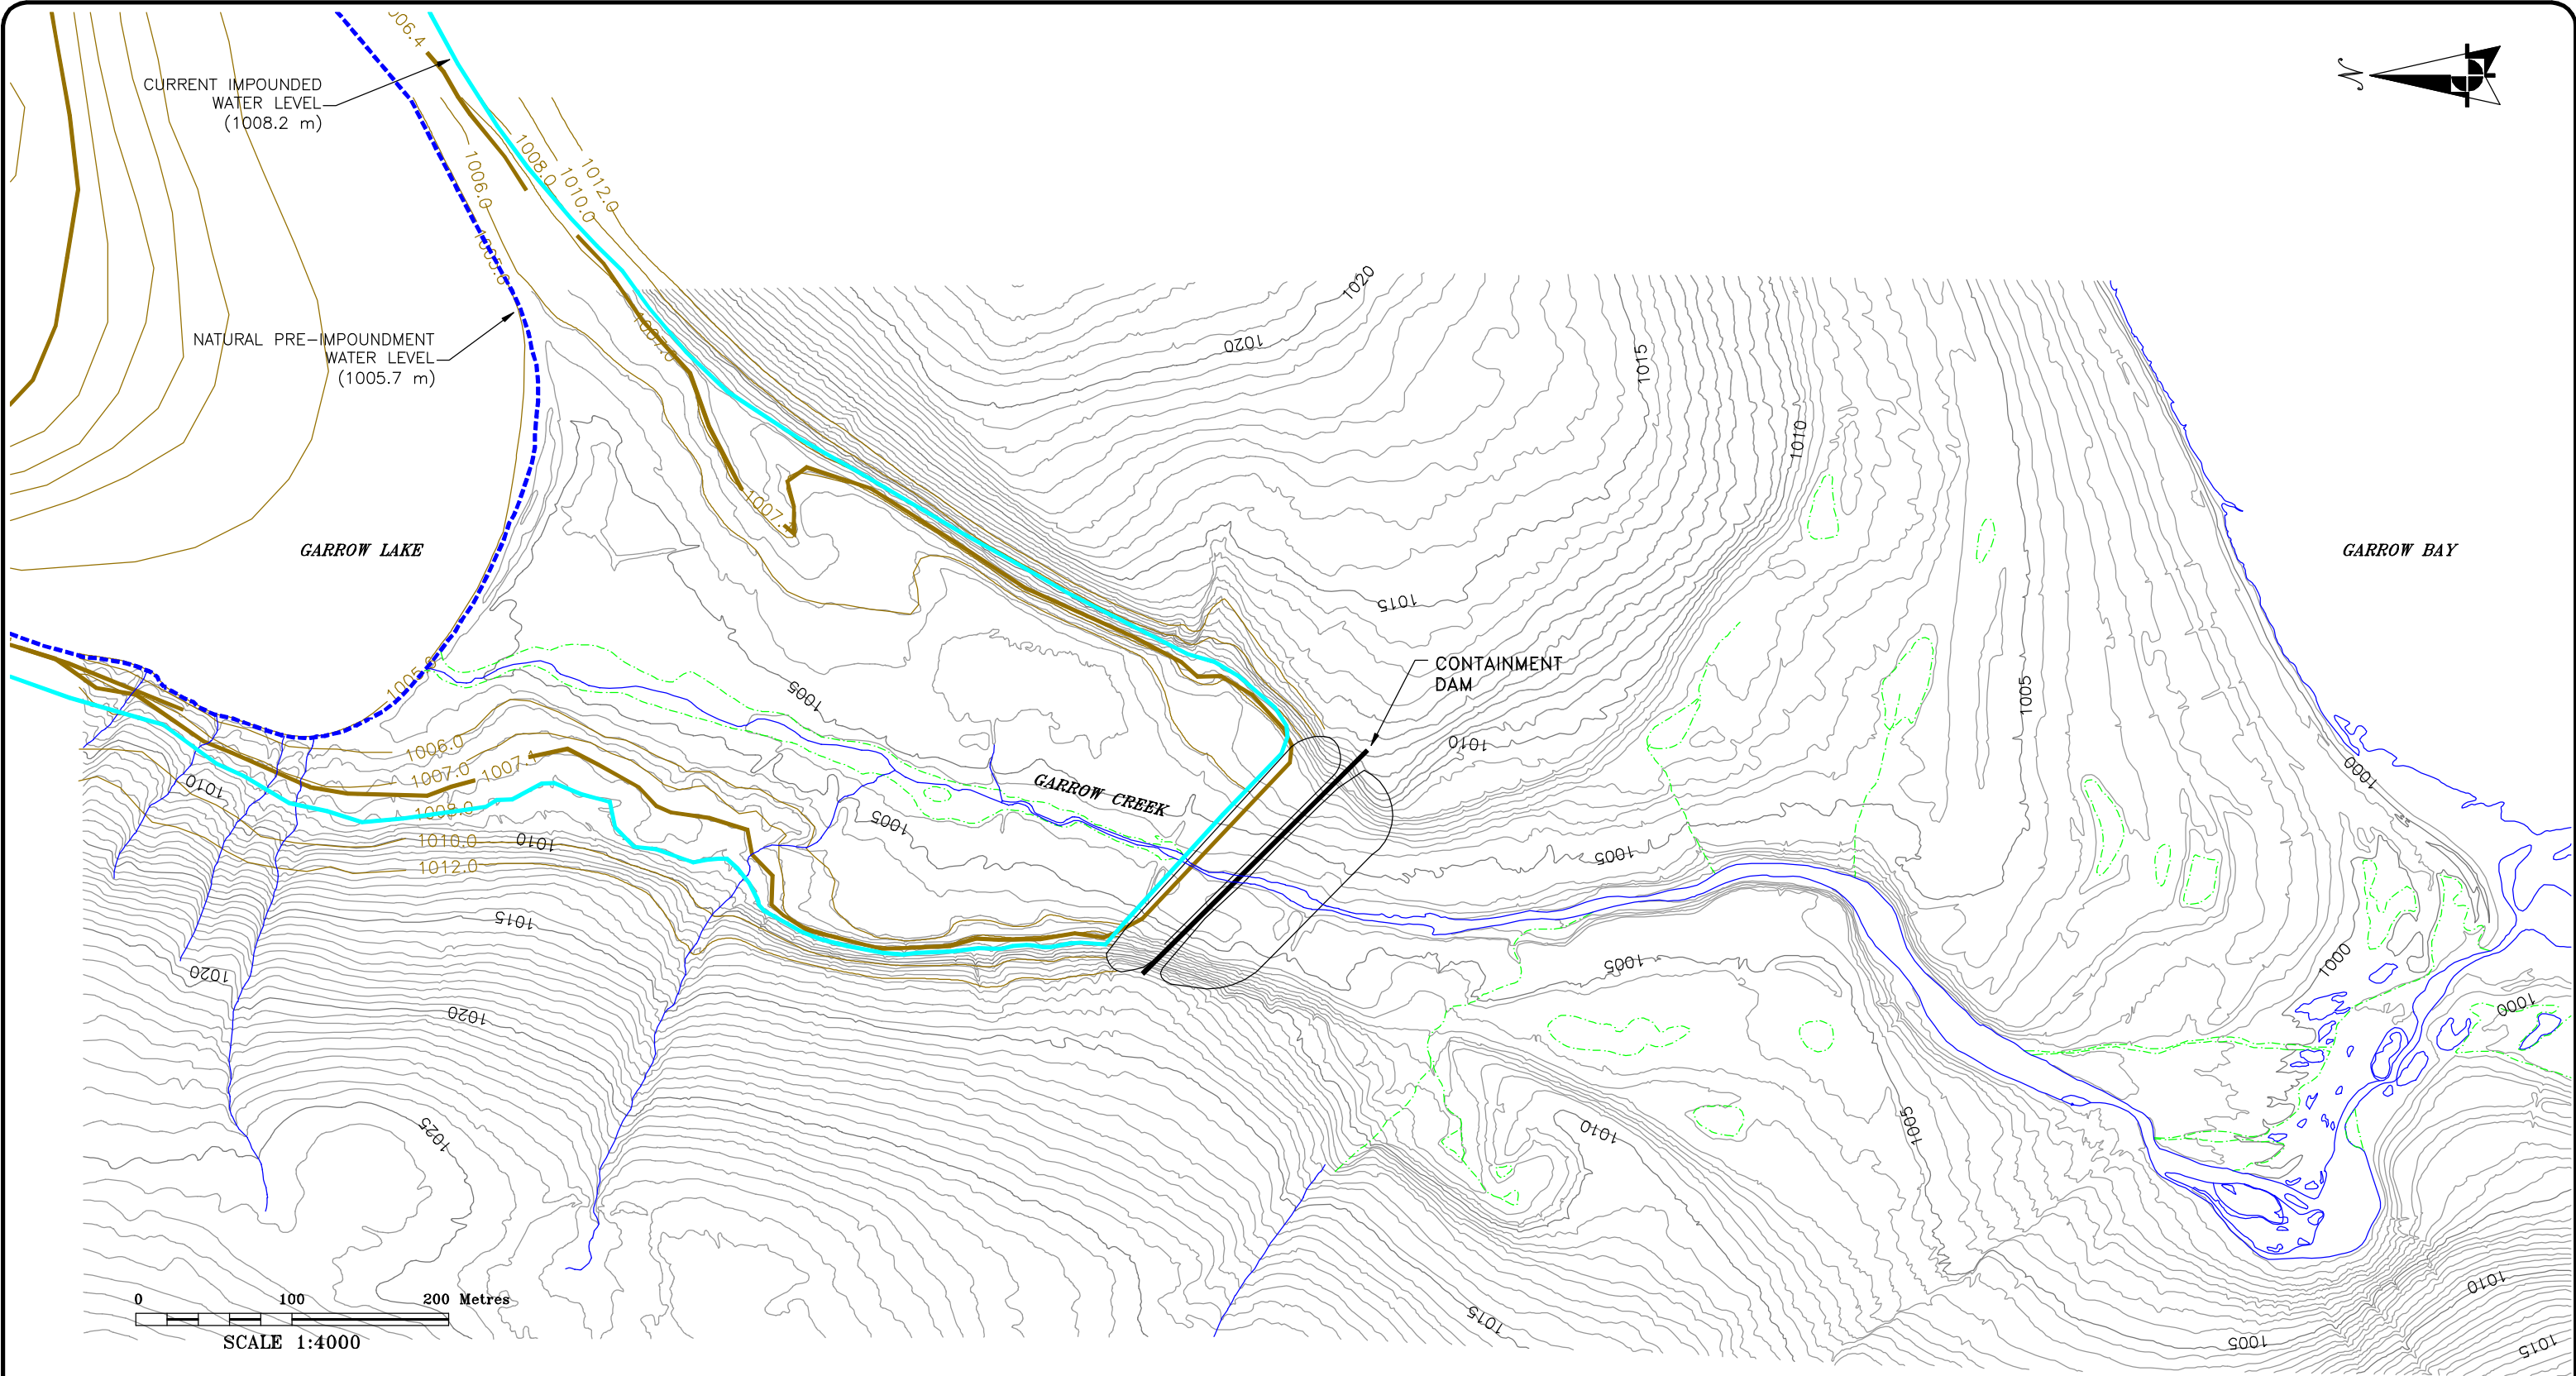 006.4
CURRENT IMPOUNDED
WATER LEVEL
(1008.2 m)
N
1008.0
1012.0
1006.0
1010.0
1020
1007.0
NATURAL PRE-IMPOUNDMENT
WATER LEVEL
(1005.7 m)
1020
1015
1010
1007.
GARROW LAKE
GARROW BAY
1015
CONTAINMENT
DAM
1005
1005
1006.0
1010
1000
1007.0
1007.1
1010
GARROW CREEK
1008.0
1005
1010.0
1010
1005
1012.0
1015
1005
1000
1020
1020
1000
1025
1010
1005
1010
1015
0 100 200 Metres
SCALE 1:4000
1005
1015